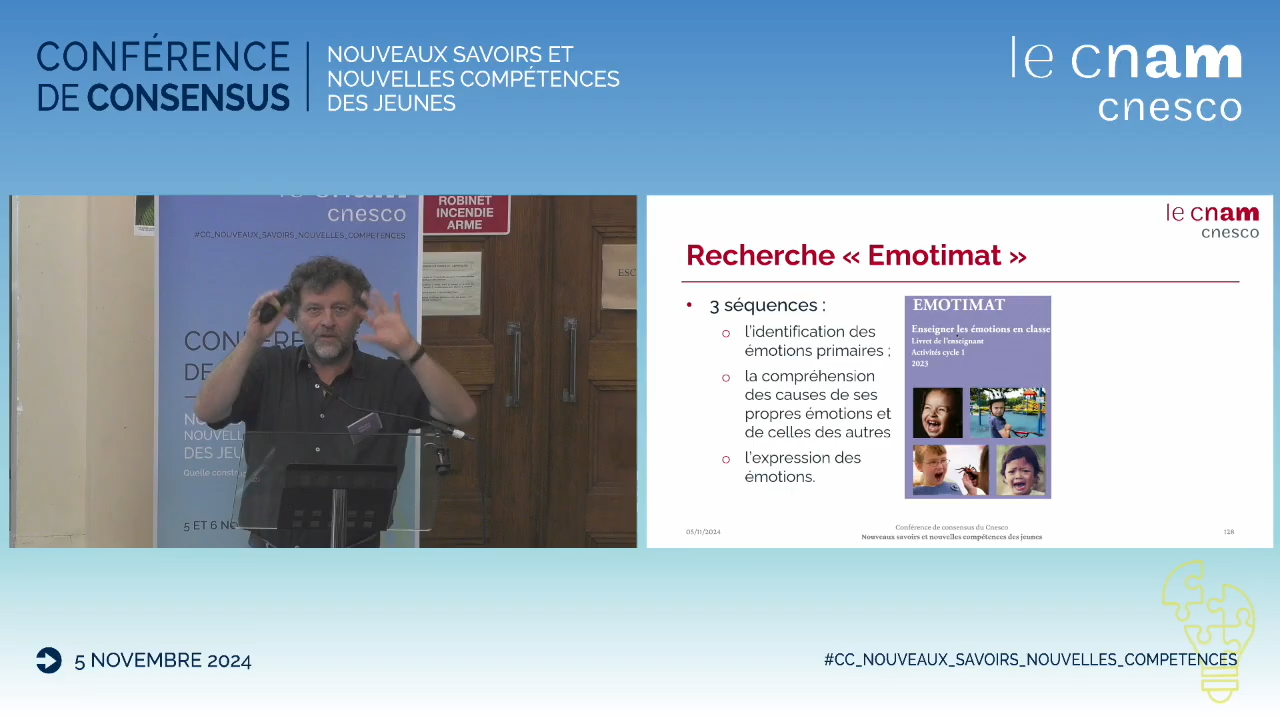 CONFÉRENCE
DE CONSENSUS
NOUVEAUX SAVOIRS ET
NOUVELLES COMPÉTENCES
DES JEUNES
le cnam
cnesco
cnesco
#CC_NOUVEAUX_SAVOIRS_NOUVELLES_COMPETENCES
ROBINET
INCENDIE
ARME
ESC
CONFÉRE
DE
NO
NOUVELL
DES JEU
Quelle
5 ET 6 NO
le cnam
cnesco
Recherche « Emotimat »
• 3 séquences :
o l'identification des
émotions primaires ;
o la compréhension
des causes de ses
propres émotions et
de celles des autres
o l'expression des
émotions.
EMOTIMAT
Enseigner les émotions en classe
Livret de l'enseignant
Activités cycle 1
2023
05/11/2024
Conférence de consensus du Cnesco
Nouveaux savoirs et nouvelles compétences des jeunes
128
5 NOVEMBRE 2024
#CC_NOUVEAUX_SAVOIRS_NOUVELLES_COMPETENCES